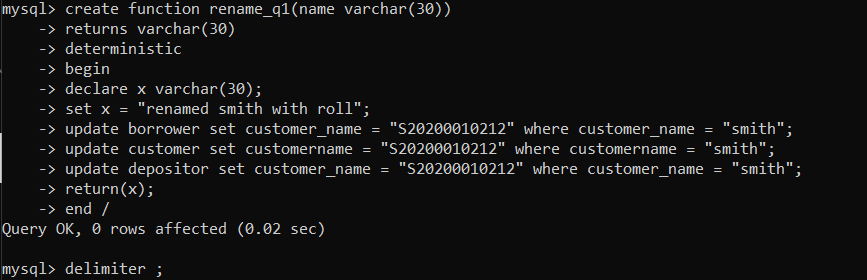 mysql> create function rename_q1(name varchar(30))
-> returns varchar(30)
-> deterministic
-> begin
-> declare x varchar(30);
-> set x = "renamed smith with roll";
-> update borrower set customer_name = "S20200010212" where customer_name = "smith";
-> update customer set customername = "S20200010212" where customername = "smith";
-> update depositor set customer_name = "S20200010212" where customer_name = "smith";
-> return(x);
-> end /
Query OK, 0 rows affected (0.02 sec)
mysql> delimiter ;